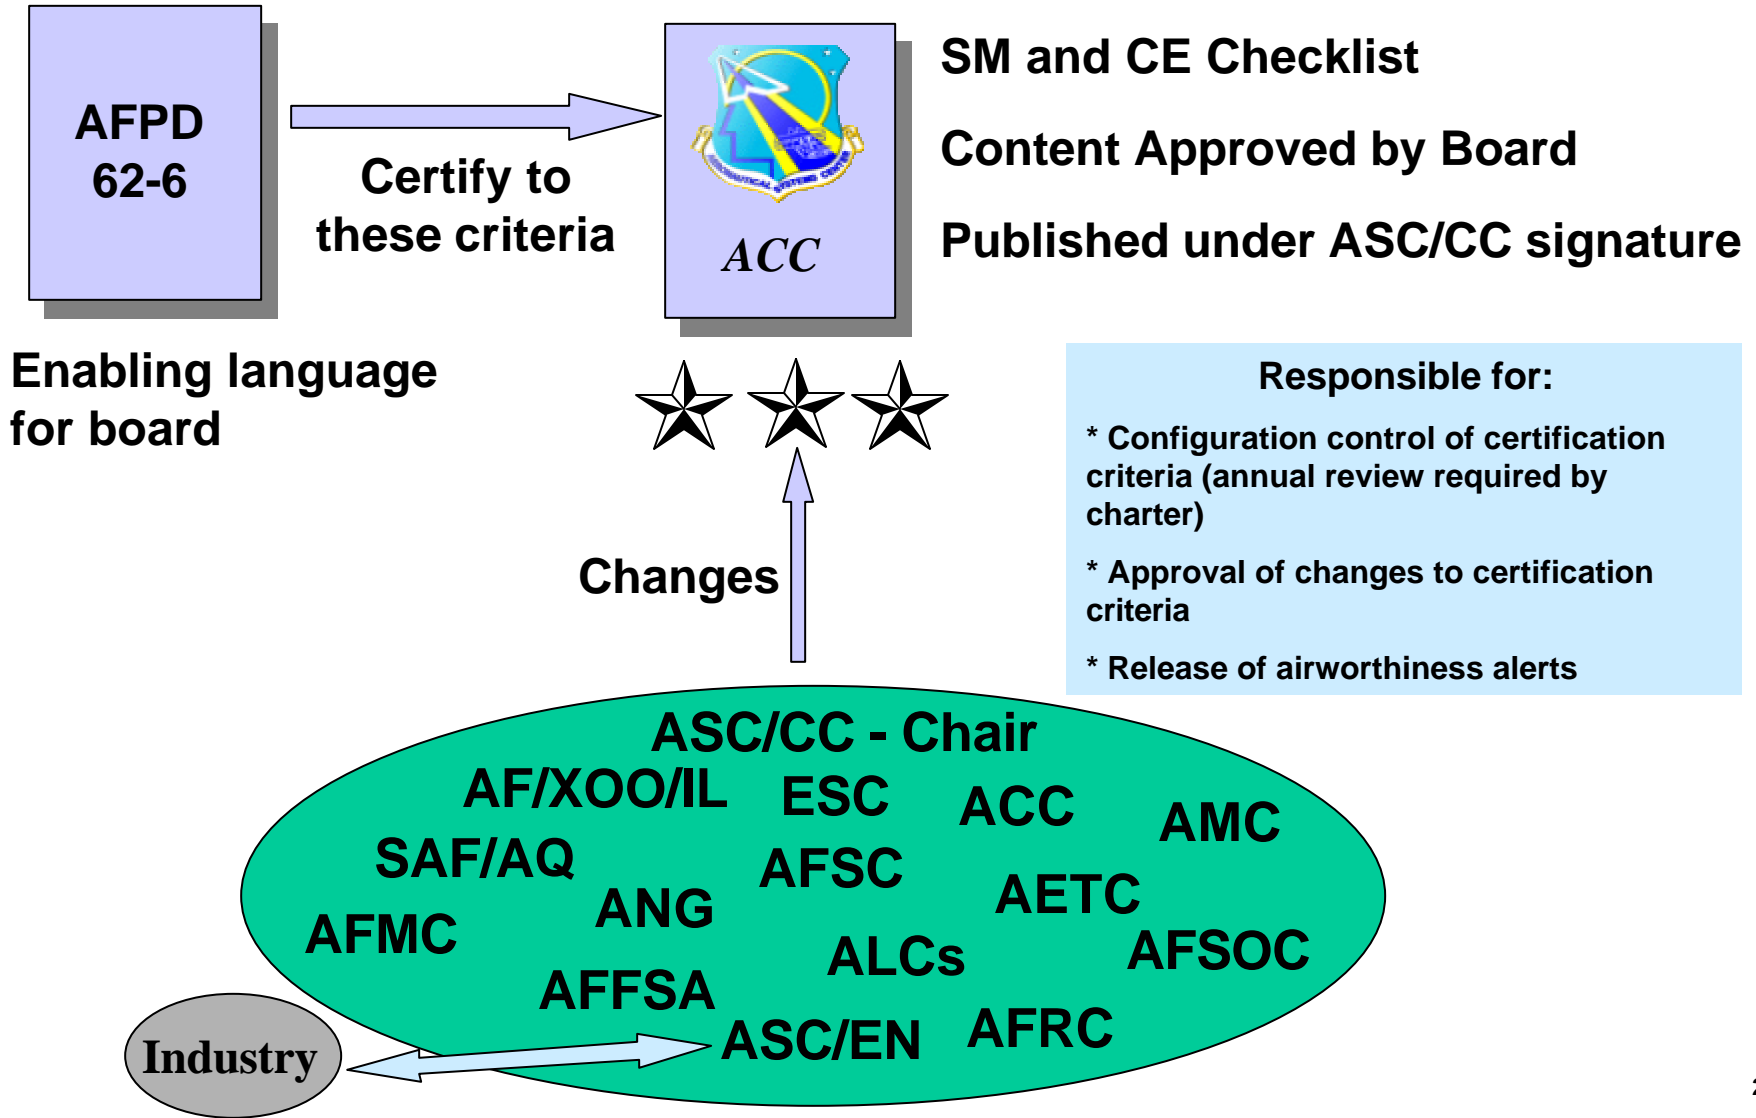 AFPD
62-6
Certify to
these criteria
ACC
SM and CE Checklist
Content Approved by Board
Published under ASC/CC signature
Enabling language
for board
Responsible for:
* Configuration control of certification
criteria (annual review required by
charter)
* Approval of changes to certification
criteria
* Release of airworthiness alerts
Changes
ASC/CC - Chair
AF/XOO/IL
ESC
ACC
AMC
SAF/AQ
AFSC
AETC
ANG
AFMC
ALCs
AFSOC
AFFSA
ASC/EN
AFRC
Industry